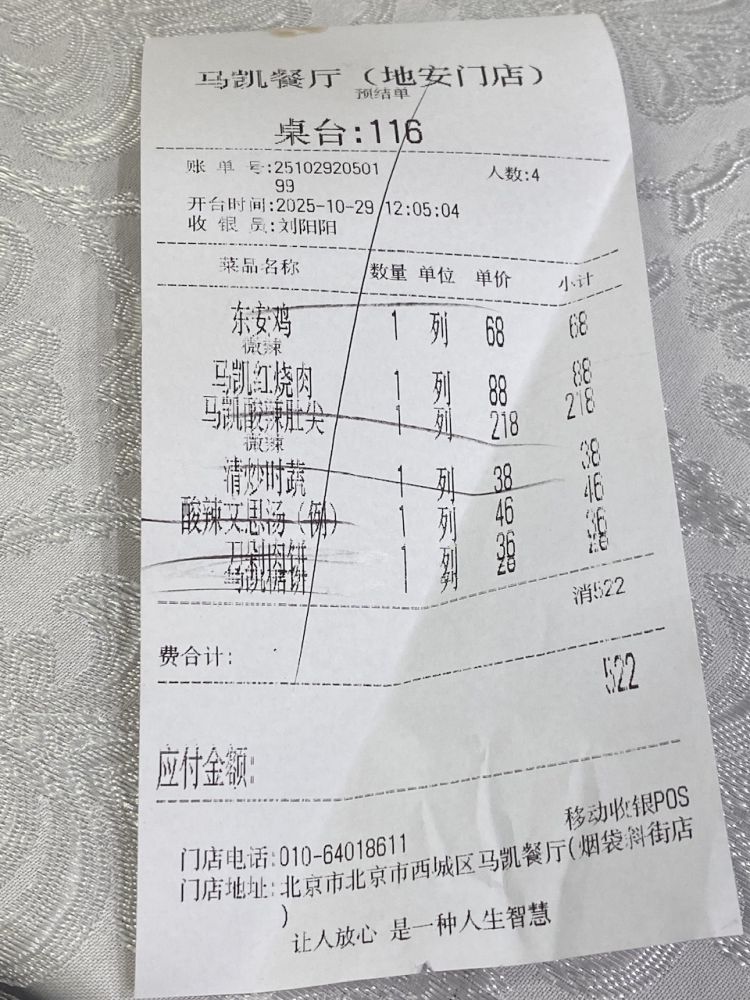 马凯餐厅（地安门店）
预结单
桌台:116
账 单 号:25102920501
99
人数:4
开台时间:2025-10-29 12:05:04
收 银 员:刘阳阳
菜品名称 数量 单位 单价 小计
东安鸡 1 列 68 68
微辣
马凯红烧肉 1 列 88 88
马凯酸辣肚尖 1 列 218 218
微辣
清炒时蔬 1 列 38 38
酸辣文思汤（例） 1 列 46 46
1 列 36 36
28 28
消522
费合计:
522
应付金额:
移动收银POS
门店电话:010-64018611
门店地址:北京市北京市西城区马凯餐厅(烟袋斜街店
)
让人放心 是一种人生智慧